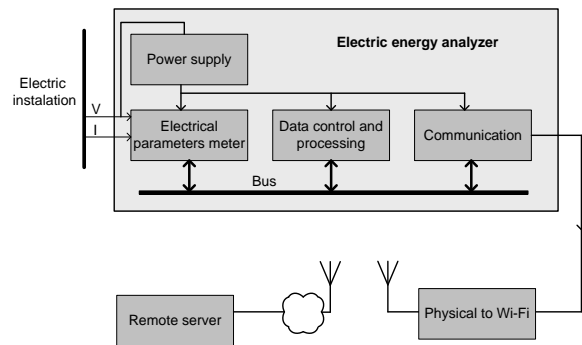 Electric energy analyzer
Power supply
Electric
instalation
V
I
Electrical
parameters meter
Data control and
processing
Communication
Bus
Remote server
Physical to Wi-Fi